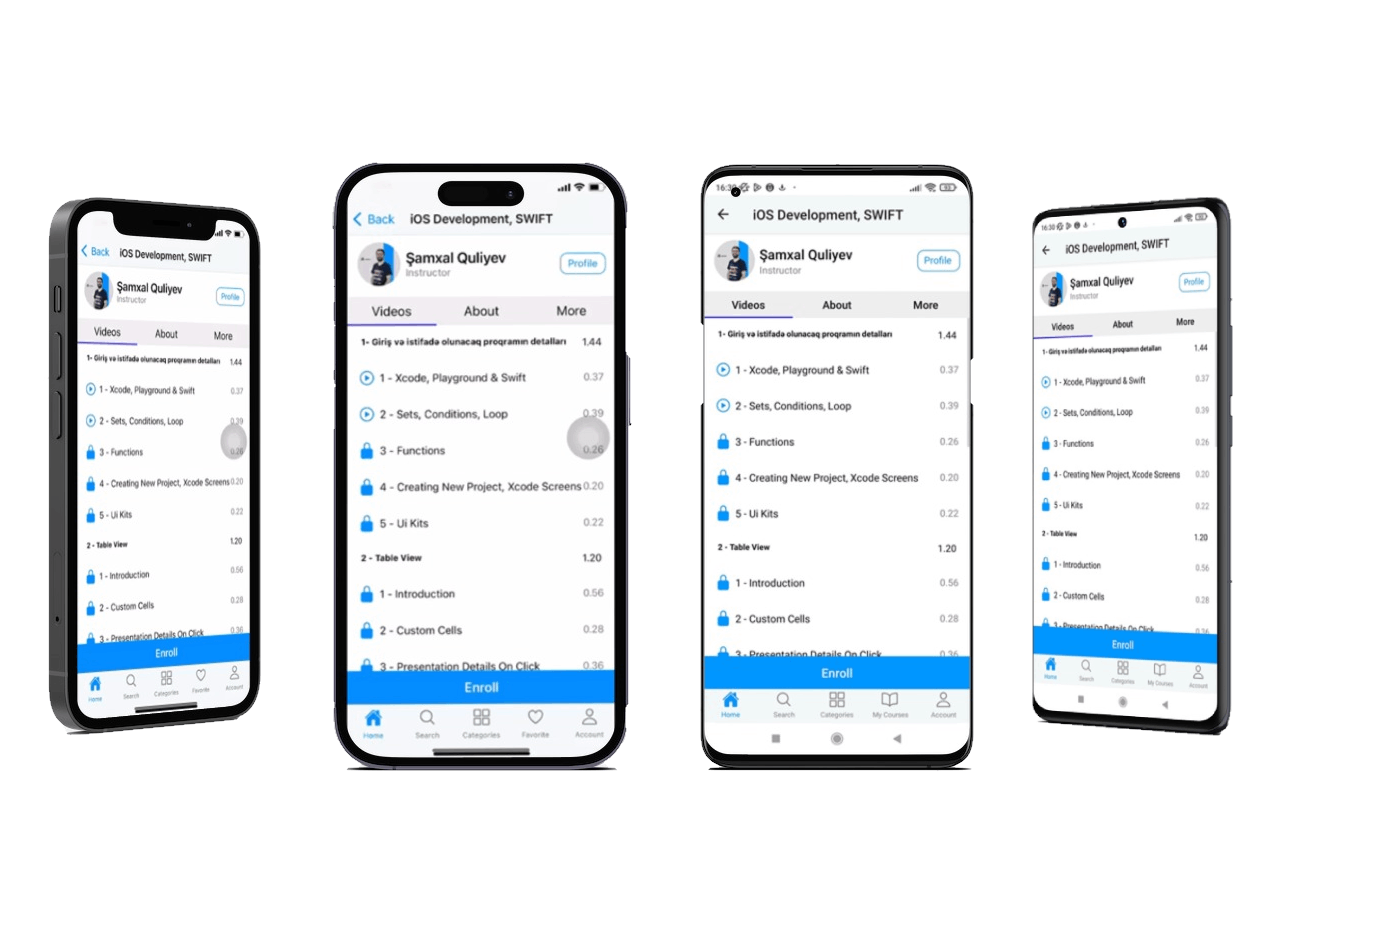 Back
iOS Development, SWIFT
Şamxal Quliyev
Instructor
Profile
Videos About More
1- Giriş və istifadə olunacaq proqramın detalları 1.44
1 - Xcode, Playground & Swift 0.37
2 - Sets, Conditions, Loop 0.39
3 - Functions 0.26
4 - Creating New Project, Xcode Screens 0.20
5 - Ui Kits 0.22
2 - Table View 1.20
1 - Introduction 0.56
2 - Custom Cells 0.28
3 - Presentation Details On Click 0.36
Enroll
Home Search Categories Favorite Account
Back
iOS Development, SWIFT
Şamxal Quliyev
Instructor
Profile
Videos About More
1- Giriş və istifadə olunacaq proqramın detalları 1.44
1 - Xcode, Playground & Swift 0.37
2 - Sets, Conditions, Loop 0.39
3 - Functions 0.26
4 - Creating New Project, Xcode Screens 0.20
5 - Ui Kits 0.22
2 - Table View 1.20
1 - Introduction 0.56
2 - Custom Cells 0.28
3 - Presentation Details On Click 0.36
Enroll
Home Search Categories Favorite Account
16:30
iOS Development, SWIFT
Şamxal Quliyev
Instructor
Profile
Videos About More
1- Giriş və istifadə olunacaq proqramın detalları 1.44
1 - Xcode, Playground & Swift 0.37
2 - Sets, Conditions, Loop 0.39
3 - Functions 0.26
4 - Creating New Project, Xcode Screens 0.20
5 - Ui Kits 0.22
2 - Table View 1.20
1 - Introduction 0.56
2 - Custom Cells 0.28
3 - Presentation Details On Click 0.36
Enroll
Home Search Categories My Courses Account
16:30
iOS Development, SWIFT
Şamxal Quliyev
Instructor
Profile
Videos About More
1- Giriş və istifadə olunacaq proqramın detalları 1.44
1 - Xcode, Playground & Swift 0.37
2 - Sets, Conditions, Loop 0.39
3 - Functions 0.26
4 - Creating New Project, Xcode Screens 0.20
5 - Ui Kits 0.22
2 - Table View 1.20
1 - Introduction 0.56
2 - Custom Cells 0.28
3 - Presentation Details On Click 0.36
Enroll
Home Search Categories My Courses Account